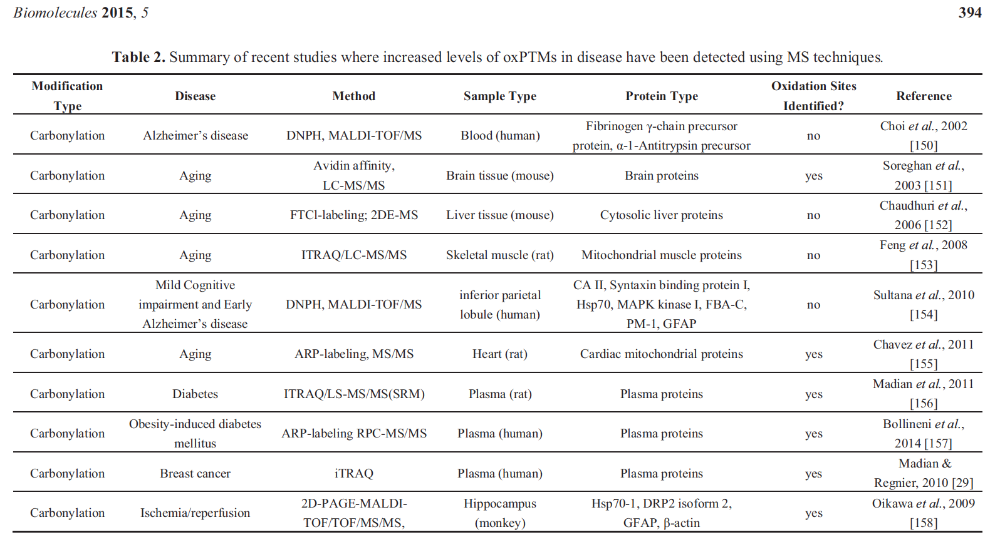 Biomolecules 2015, 5 394
Table 2. Summary of recent studies where increased levels of oxPTMs in disease have been detected using MS techniques.
Modification Type Disease Method Sample Type Protein Type Oxidation Sites Identified? Reference
Carbonylation Alzheimer's disease DNPH, MALDI-TOF/MS Blood (human) Fibrinogen γ-chain precursor protein, α-1-Antitrypsin precursor no Choi et al., 2002 [150]
Carbonylation Aging Avidin affinity, LC-MS/MS Brain tissue (mouse) Brain proteins yes Soreghan et al., 2003 [151]
Carbonylation Aging FTCl-labeling; 2DE-MS Liver tissue (mouse) Cytosolic liver proteins no Chaudhuri et al., 2006 [152]
Carbonylation Aging ITRAQ/LC-MS/MS Skeletal muscle (rat) Mitochondrial muscle proteins no Feng et al., 2008 [153]
Carbonylation Mild Cognitive impairment and Early Alzheimer's disease DNPH, MALDI-TOF/MS inferior parietal lobule (human) CA II, Syntaxin binding protein I, Hsp70, MAPK kinase I, FBA-C, PM-1, GFAP no Sultana et al., 2010 [154]
Carbonylation Aging ARP-labeling, MS/MS Heart (rat) Cardiac mitochondrial proteins yes Chavez et al., 2011 [155]
Carbonylation Diabetes ITRAQ/LS-MS/MS(SRM) Plasma (rat) Plasma proteins yes Madian et al., 2011 [156]
Carbonylation Obesity-induced diabetes mellitus ARP-labeling RPC-MS/MS Plasma (human) Plasma proteins yes Bollineni et al., 2014 [157]
Carbonylation Breast cancer iTRAQ Plasma (human) Plasma proteins yes Madian & Regnier, 2010 [29]
Carbonylation Ischemia/reperfusion 2D-PAGE-MALDI-TOF/TOF/MS/MS, Hippocampus (monkey) Hsp70-1, DRP2 isoform 2, GFAP, β-actin yes Oikawa et al., 2009 [158]